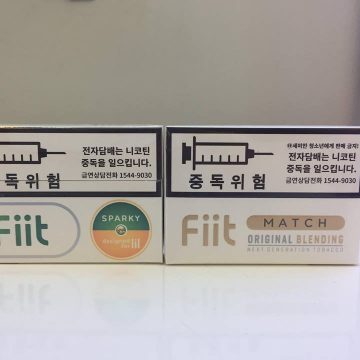 전자담배는 니코틴
중독을 일으킵니다.
금연상담전화 1544-9030
독위험
Fiit
SPARKY
designed
for lil
19세미만 청소년에게 판매 금지!
전자담배는 니코틴
중독을 일으킵니다.
금연상담전화 1544-9030
중독위험
Fiit
MATCH
ORIGINAL BLENDING
NEXT GENERATION TOBACCO